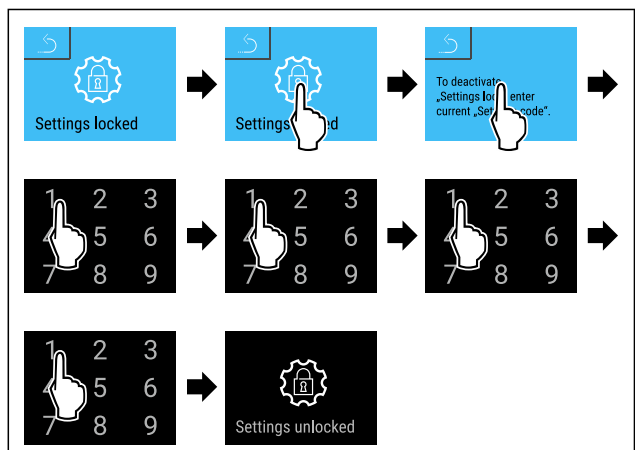 Settings locked
Settings
To deactivate
„Settings enter
current „Set code“.
1 2 3
5 6
7 8 9
1 2 3
5 6
7 8 9
1 2 3
5 6
7 8 9
1 2 3
5 6
7 8 9
Settings unlocked